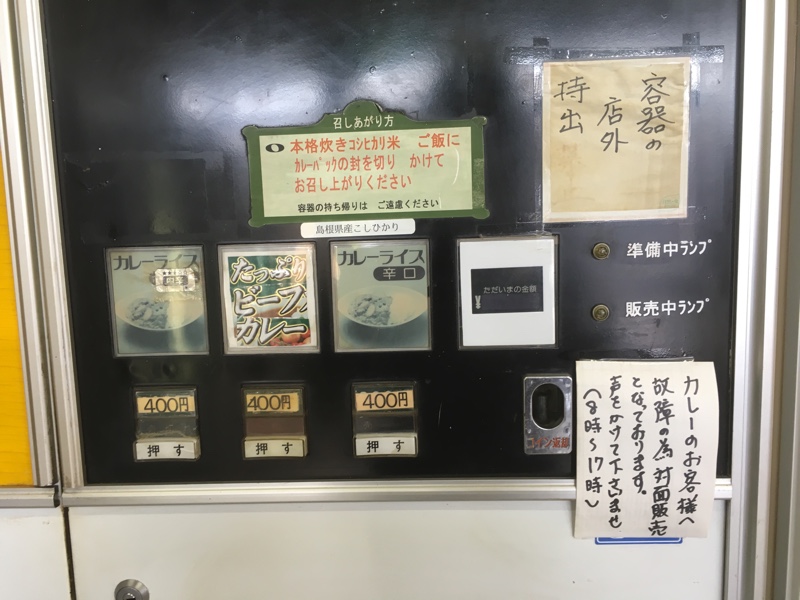 召しあがり方
本格炊きコシヒカリ米 ご飯に
カレーパックの封を切り かけて
お召し上がりください
容器の持ち帰りは ご遠慮ください
島根県産こしひかり
容器の
店外
持出
カレーライス
たっぷり
ビーフ
カレー
カレーライス
辛口
ただいまの金額
準備中ランプ
販売中ランプ
400円
押す
400円
押す
400円
押す
カレーのお客様へ
故障の為対面販売
となっております。
声をかけて下さいませ
(8時〜17時)